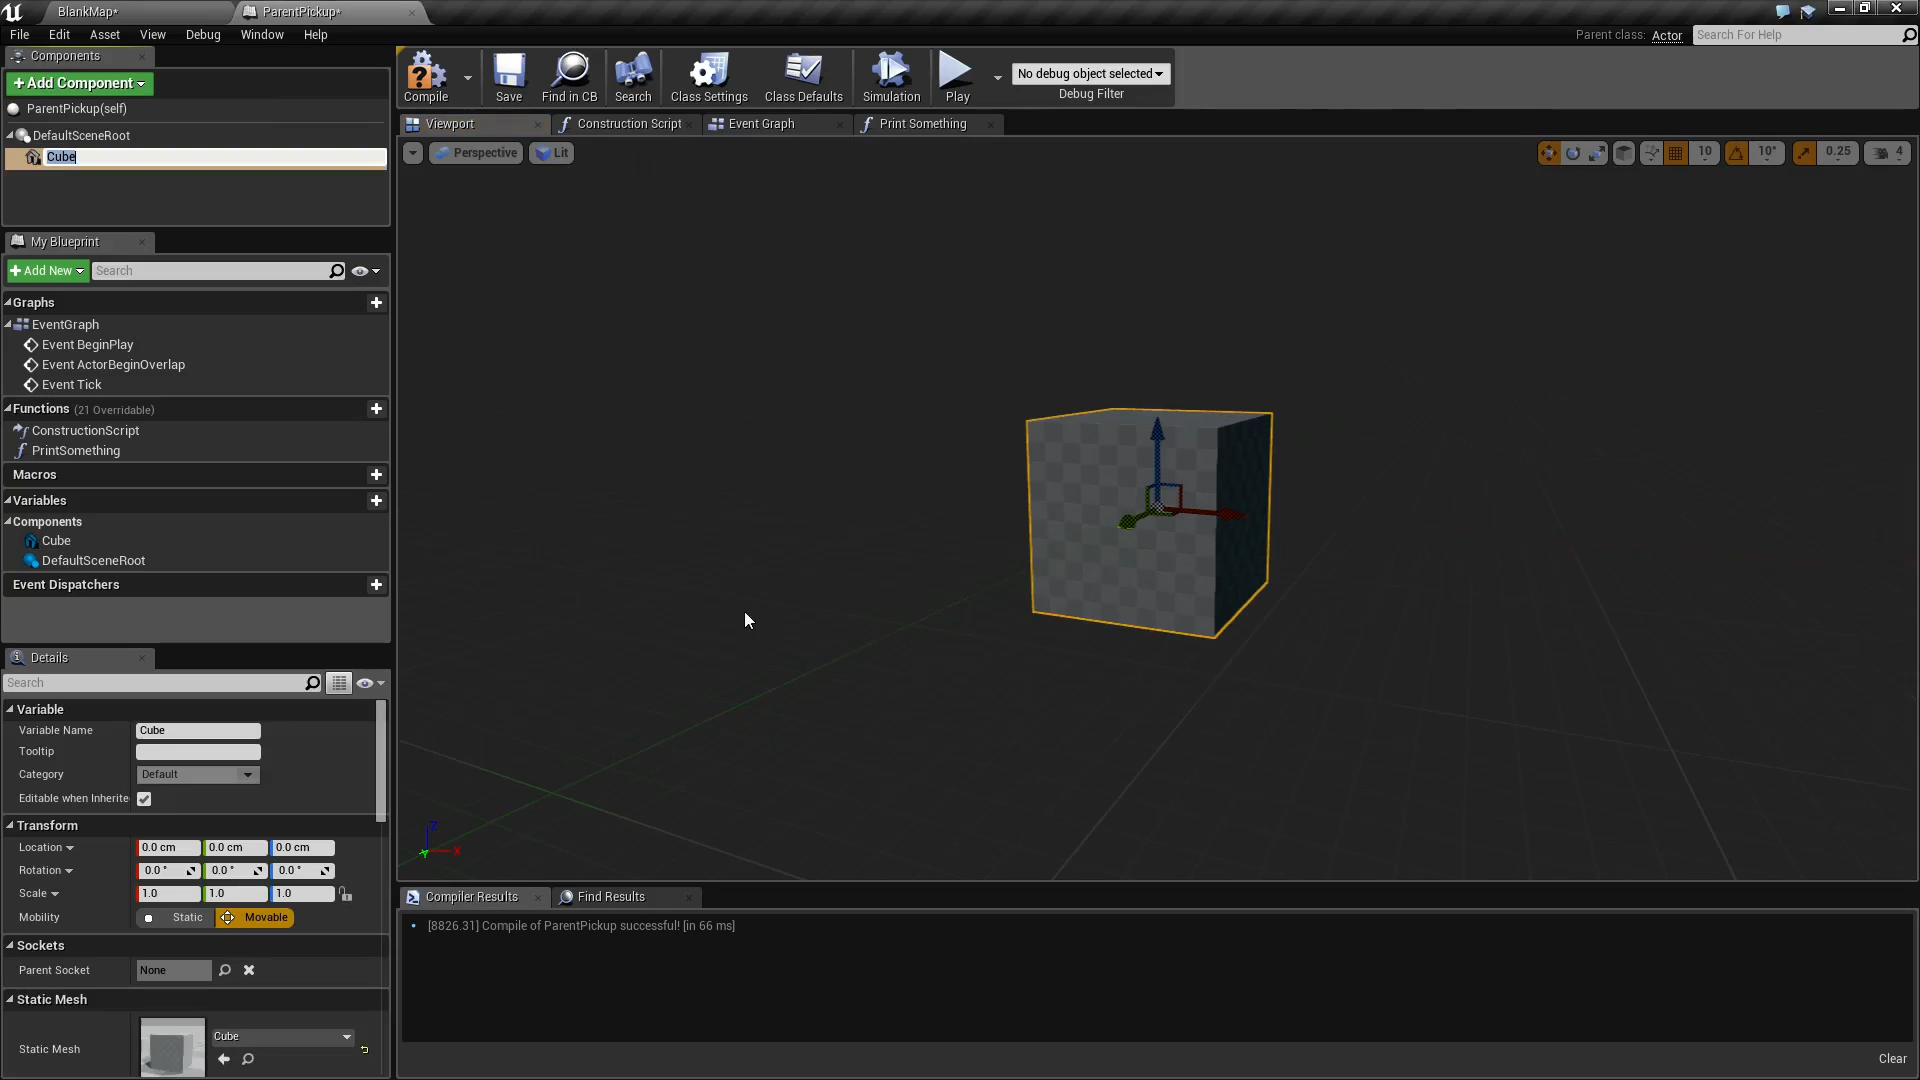 BlankMap*
ParentPickup*
File Edit Asset View Debug Window Help
Parent class: Actor
Search For Help
Components
Add Component
ParentPickup(self)
DefaultSceneRoot
Cube
Compile
Save
Find in CB
Search
Class Settings
Class Defaults
Simulation
Play
No debug object selected
Debug Filter
Viewport
Construction Script
Event Graph
Print Something
Perspective
Lit
10
10°
0.25
4
My Blueprint
Add New
Search
Graphs
EventGraph
Event BeginPlay
Event ActorBeginOverlap
Event Tick
Functions (21 Overridable)
ConstructionScript
PrintSomething
Macros
Variables
Components
Cube
DefaultSceneRoot
Event Dispatchers
Details
Search
Variable
Variable Name Cube
Tooltip
Category Default
Editable when Inherite
Transform
Location 0.0 cm 0.0 cm 0.0 cm
Rotation 0.0 ° 0.0 ° 0.0 °
Scale 1.0 1.0 1.0
Mobility Static Movable
Sockets
Parent Socket None
Static Mesh
Static Mesh Cube
Z
X
Y
Compiler Results
Find Results
[8826.31] Compile of ParentPickup successful! [in 66 ms]
Clear